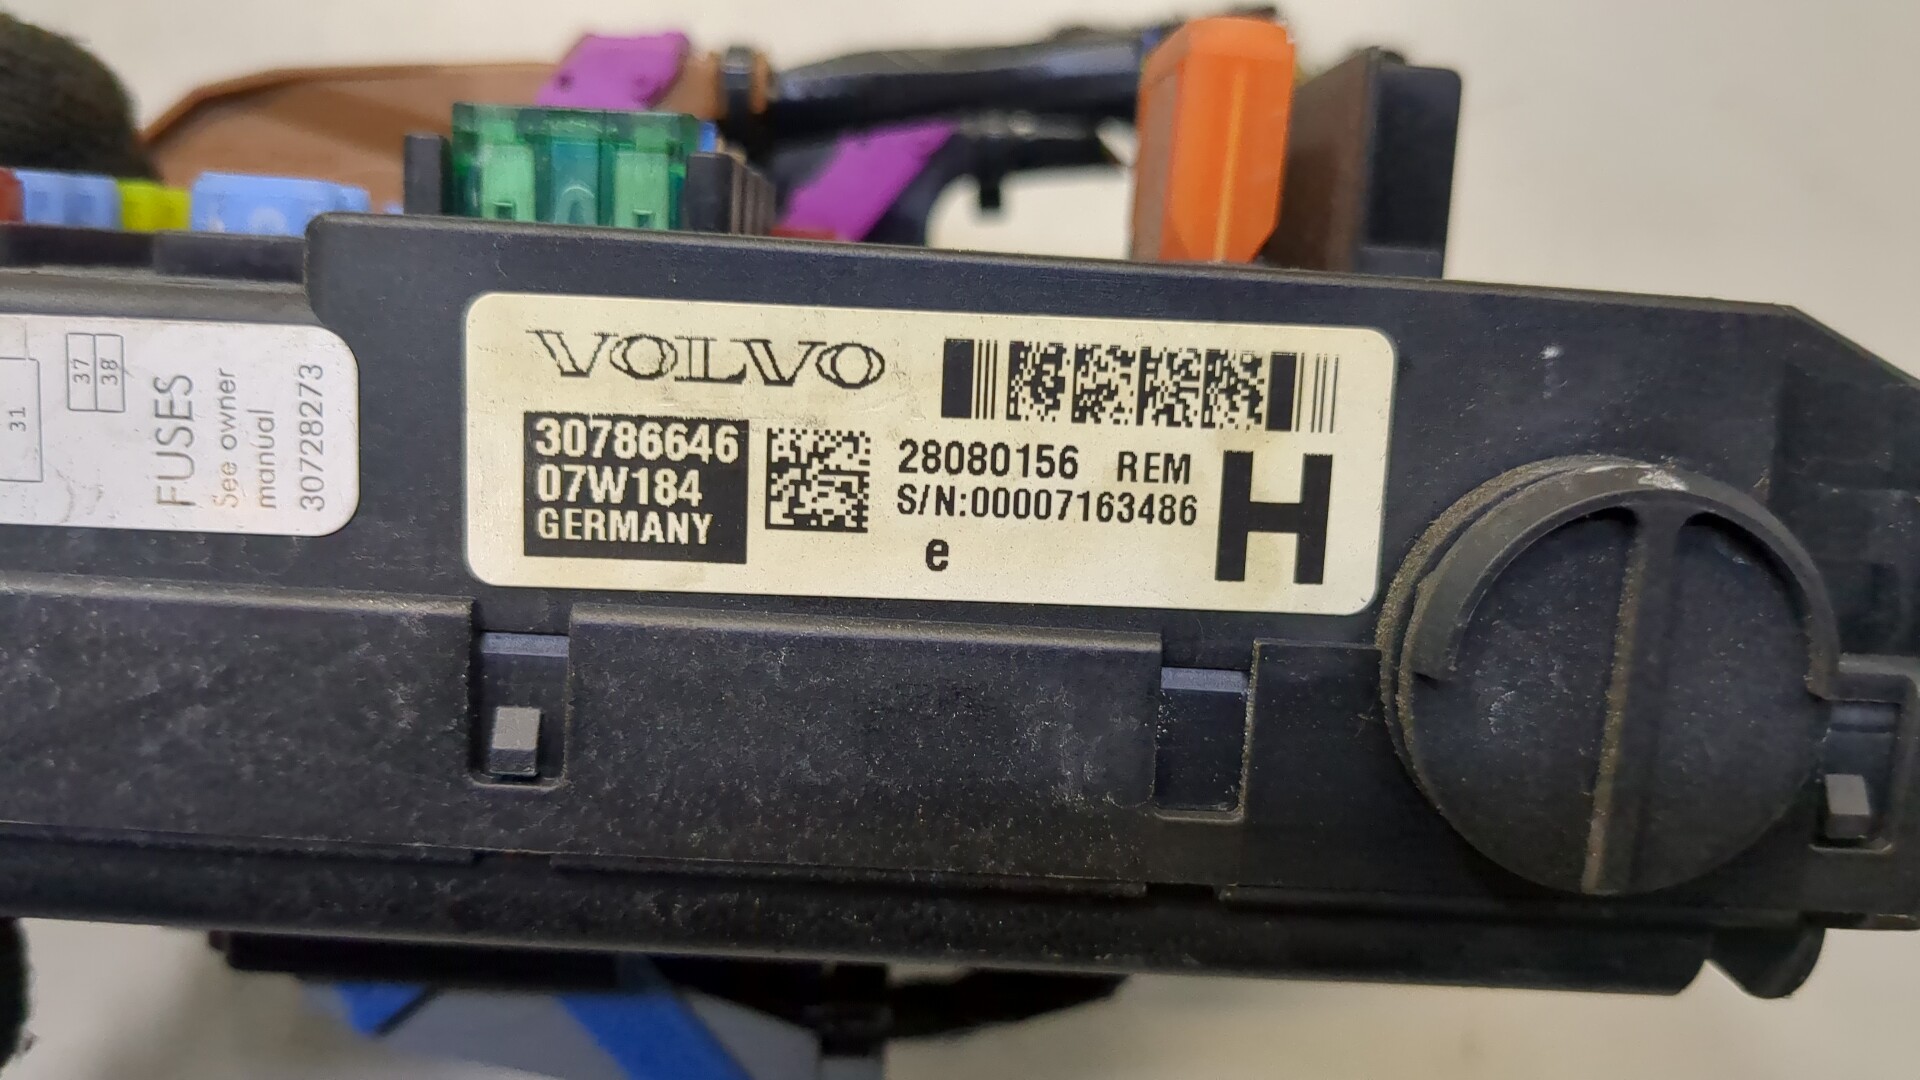 VOLVO
30786646
07W184
GERMANY
28080156 REM
S/N:00007163486
e
H
31
37
38
FUSES
See owner
manual
30728273